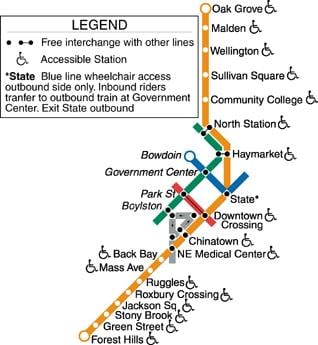 LEGEND
Free interchange with other lines
Accessible Station
*State Blue line wheelchair access
outbound side only. Inbound riders
tranfer to outbound train at Government
Center. Exit State outbound
Oak Grove
Malden
Wellington
Sullivan Square
Community College
North Station
Bowdoin
Haymarket
Government Center
Park St
State*
Boylston
Downtown
Crossing
Chinatown
Back Bay
NE Medical Center
Mass Ave
Ruggles
Roxbury Crossing
Jackson Sq
Stony Brook
Green Street
Forest Hills